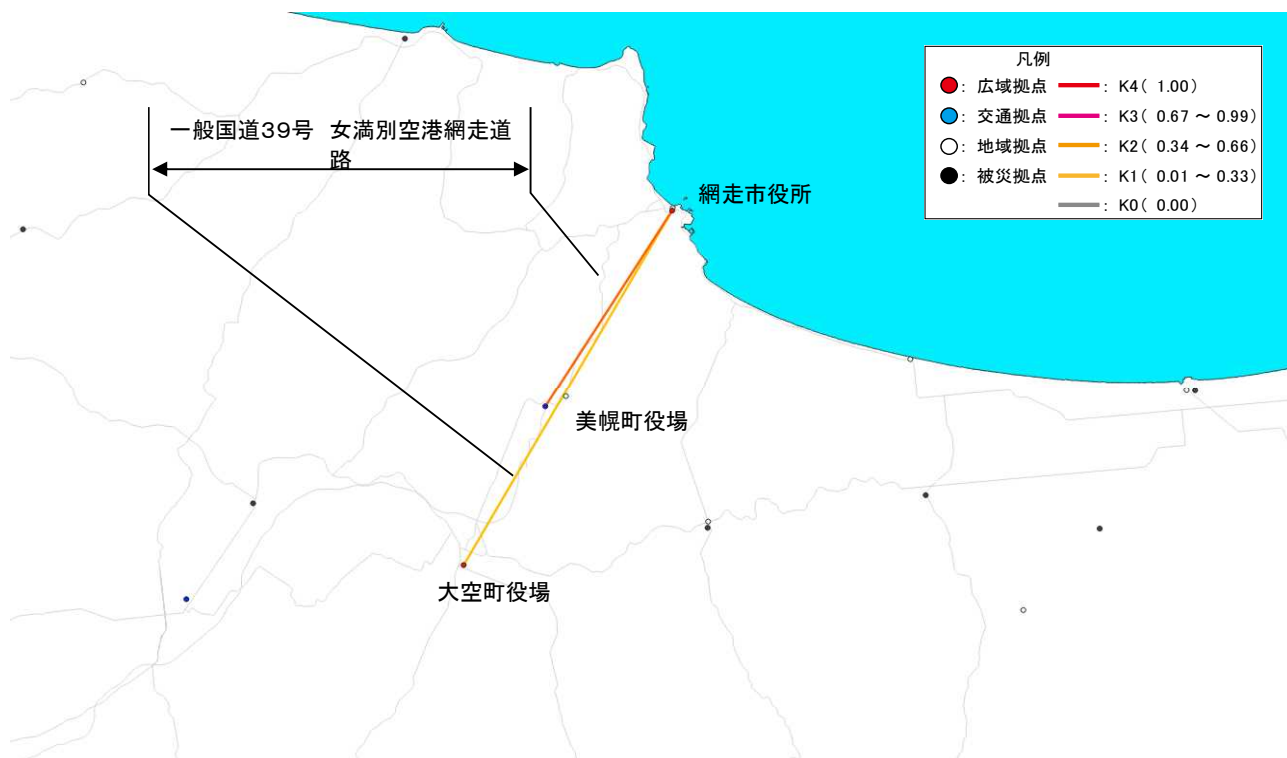 一般国道39号 女満別空港網走道
路
網走市役所
美幌町役場
大空町役場
凡例
: 広域拠点 : K4( 1.00)
: 交通拠点 : K3( 0.67 ~ 0.99)
: 地域拠点 : K2( 0.34 ~ 0.66)
: 被災拠点 : K1( 0.01 ~ 0.33)
: K0( 0.00)